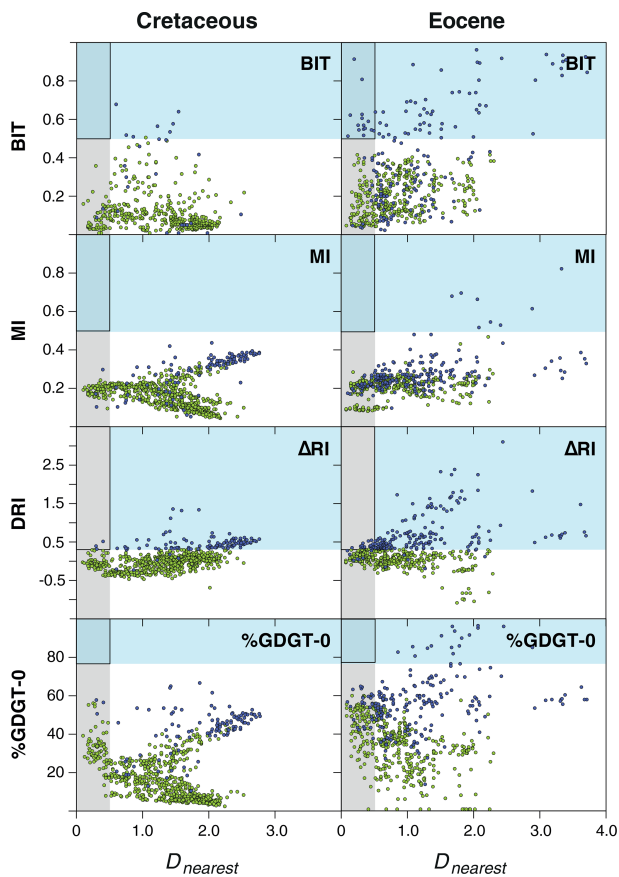 Cretaceous Eocene
BIT BIT
0.8
0.6
BIT
0.4
0.2
MI MI
0.8
0.6
MI
0.4
0.2
ΔRI ΔRI
2.5
1.5
DRI
0.5
-0.5
%GDGT-0 %GDGT-0
80
60
%GDGT-0
40
20
0 1.0 2.0 3.0 0 1.0 2.0 3.0 4.0
Dnearest Dnearest